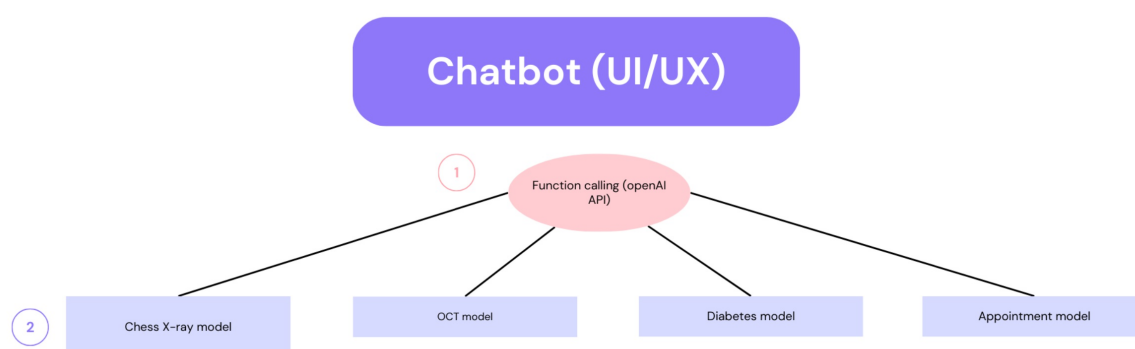 Chatbot (UI/UX)
1
Function calling (openAI
API)
2
Chess X-ray model
OCT model
Diabetes model
Appointment model